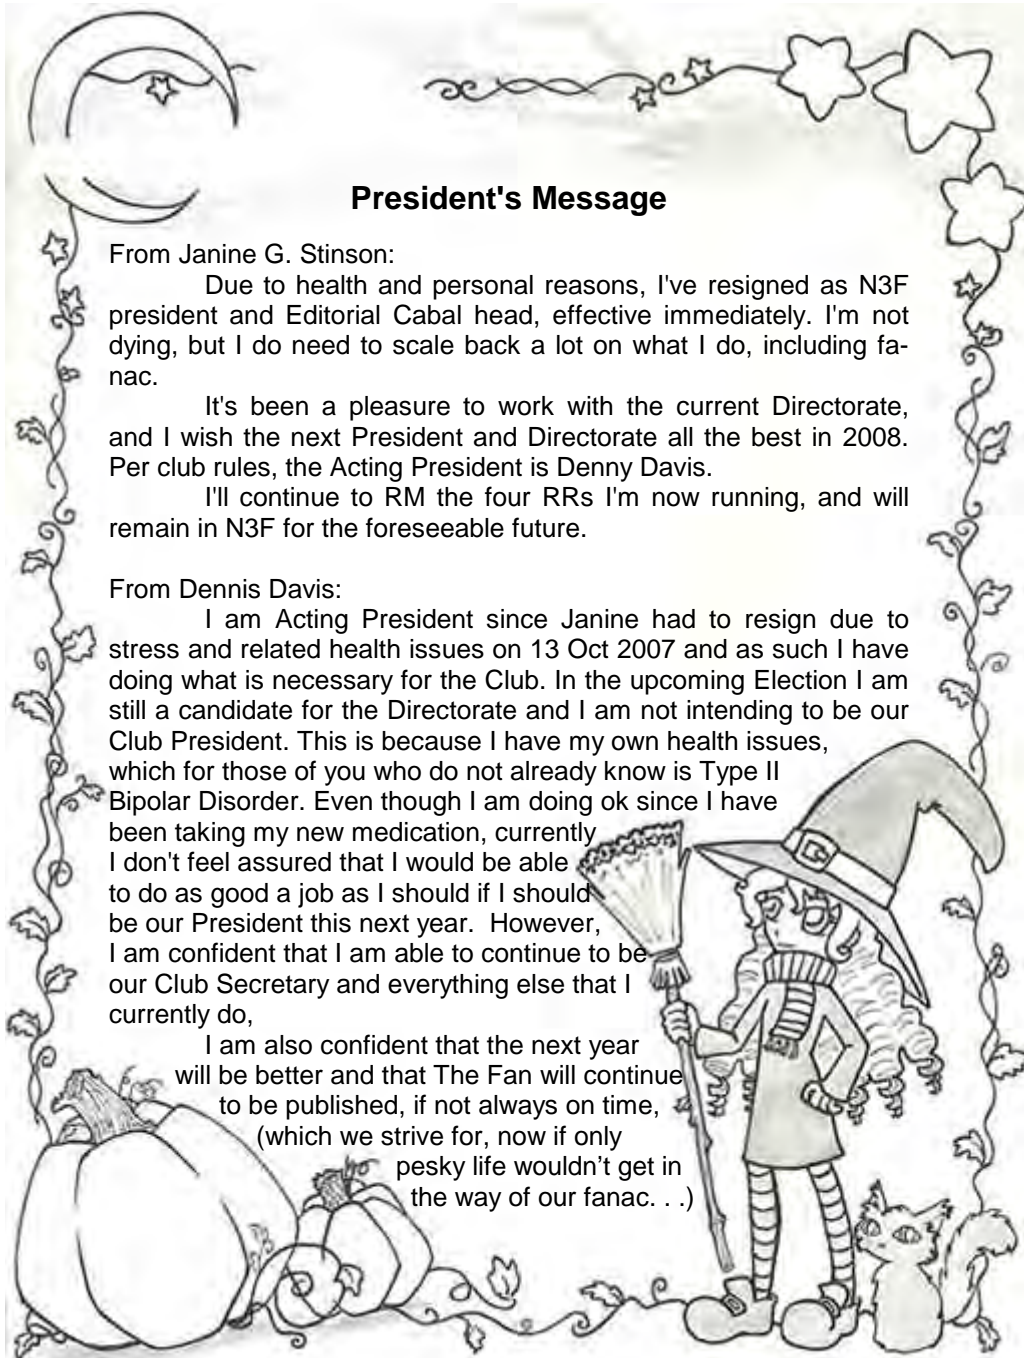 President's Message
From Janine G. Stinson:
Due to health and personal reasons, I've resigned as N3F
president and Editorial Cabal head, effective immediately. I'm not
dying, but I do need to scale back a lot on what I do, including fa-
nac.
It's been a pleasure to work with the current Directorate,
and I wish the next President and Directorate all the best in 2008.
Per club rules, the Acting President is Denny Davis.
I'll continue to RM the four RRs I'm now running, and will
remain in N3F for the foreseeable future.
From Dennis Davis:
I am Acting President since Janine had to resign due to
stress and related health issues on 13 Oct 2007 and as such I have
doing what is necessary for the Club. In the upcoming Election I am
still a candidate for the Directorate and I am not intending to be our
Club President. This is because I have my own health issues,
which for those of you who do not already know is Type II
Bipolar Disorder. Even though I am doing ok since I have
been taking my new medication, currently
I don't feel assured that I would be able
to do as good a job as I should if I should
be our President this next year.  However,
I am confident that I am able to continue to be
our Club Secretary and everything else that I
currently do,
I am also confident that the next year
will be better and that The Fan will continue
to be published, if not always on time,
(which we strive for, now if only
pesky life wouldn’t get in
the way of our fanac. . .)